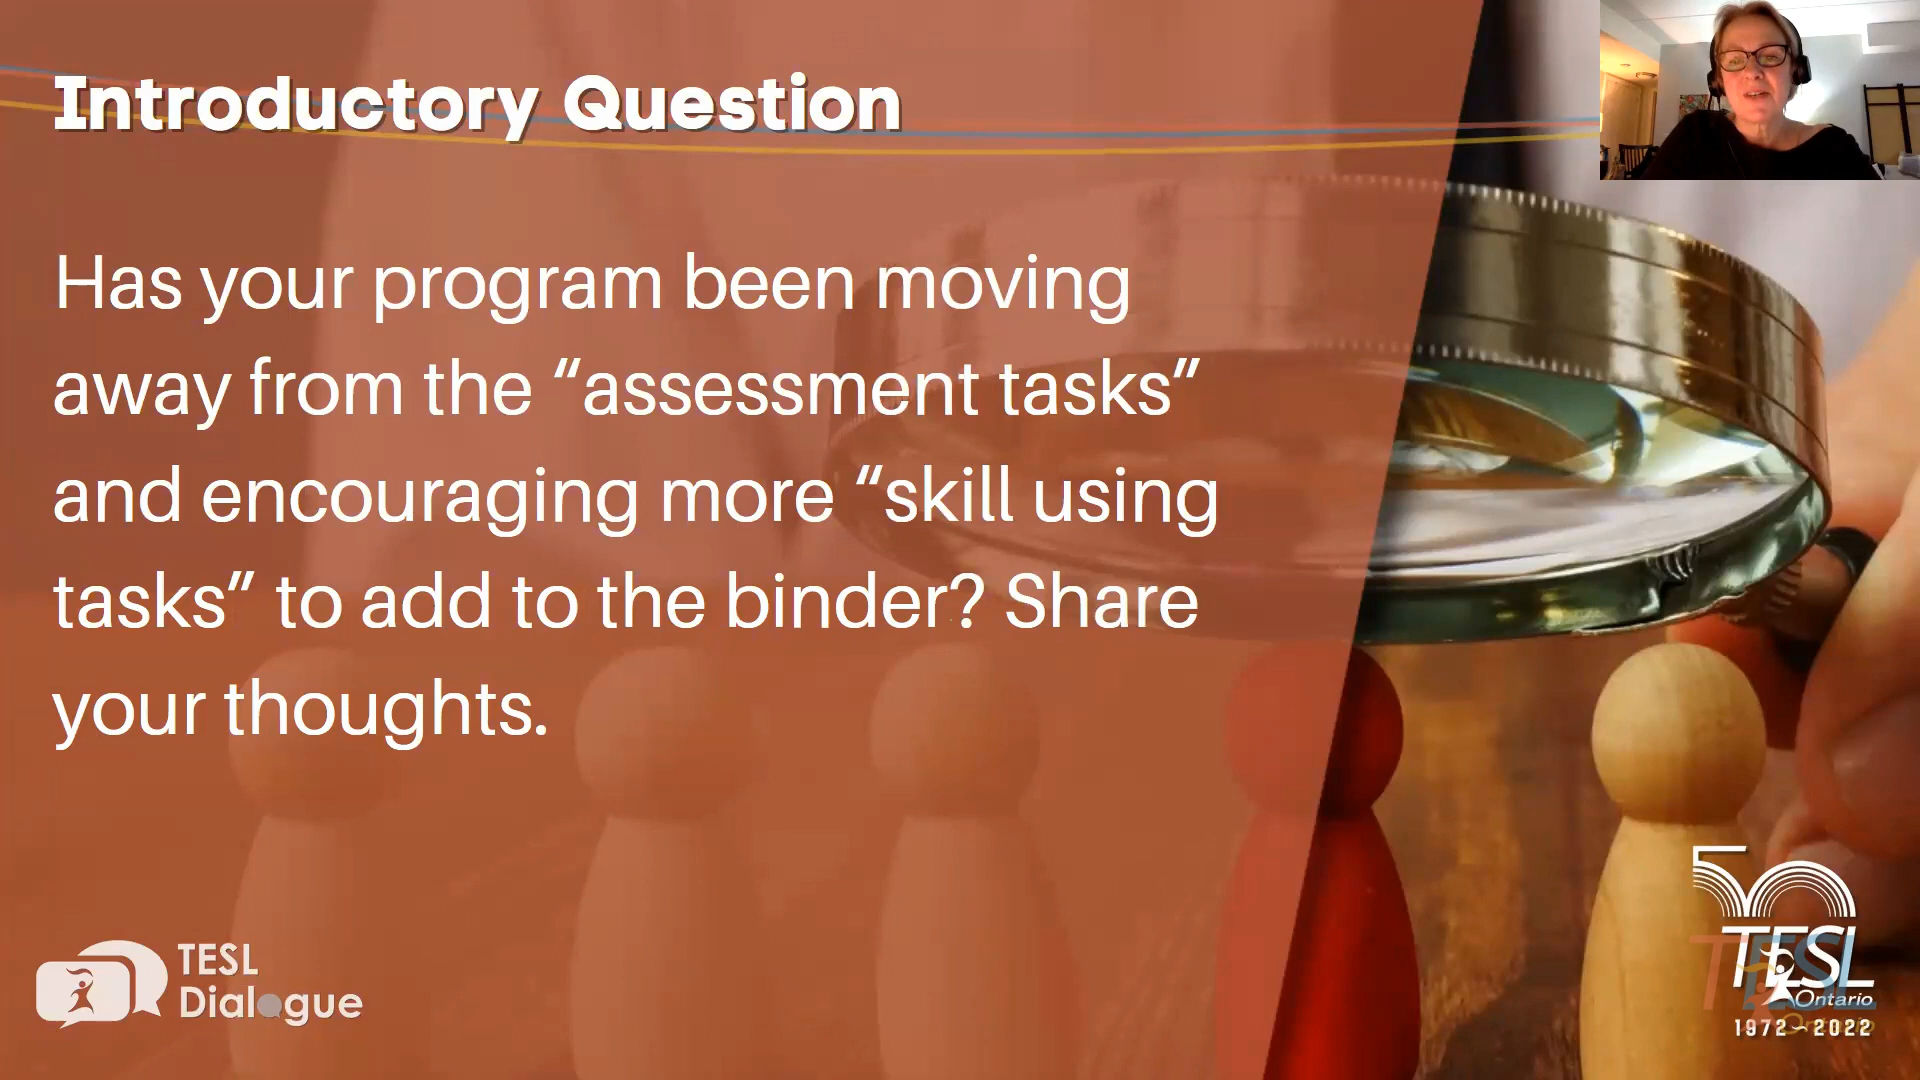 Introductory Question
Has your program been moving
away from the “assessment tasks”
and encouraging more “skill using
tasks” to add to the binder? Share
your thoughts.
TESL
Dialogue
50
TESL
Ontario
1972-2022